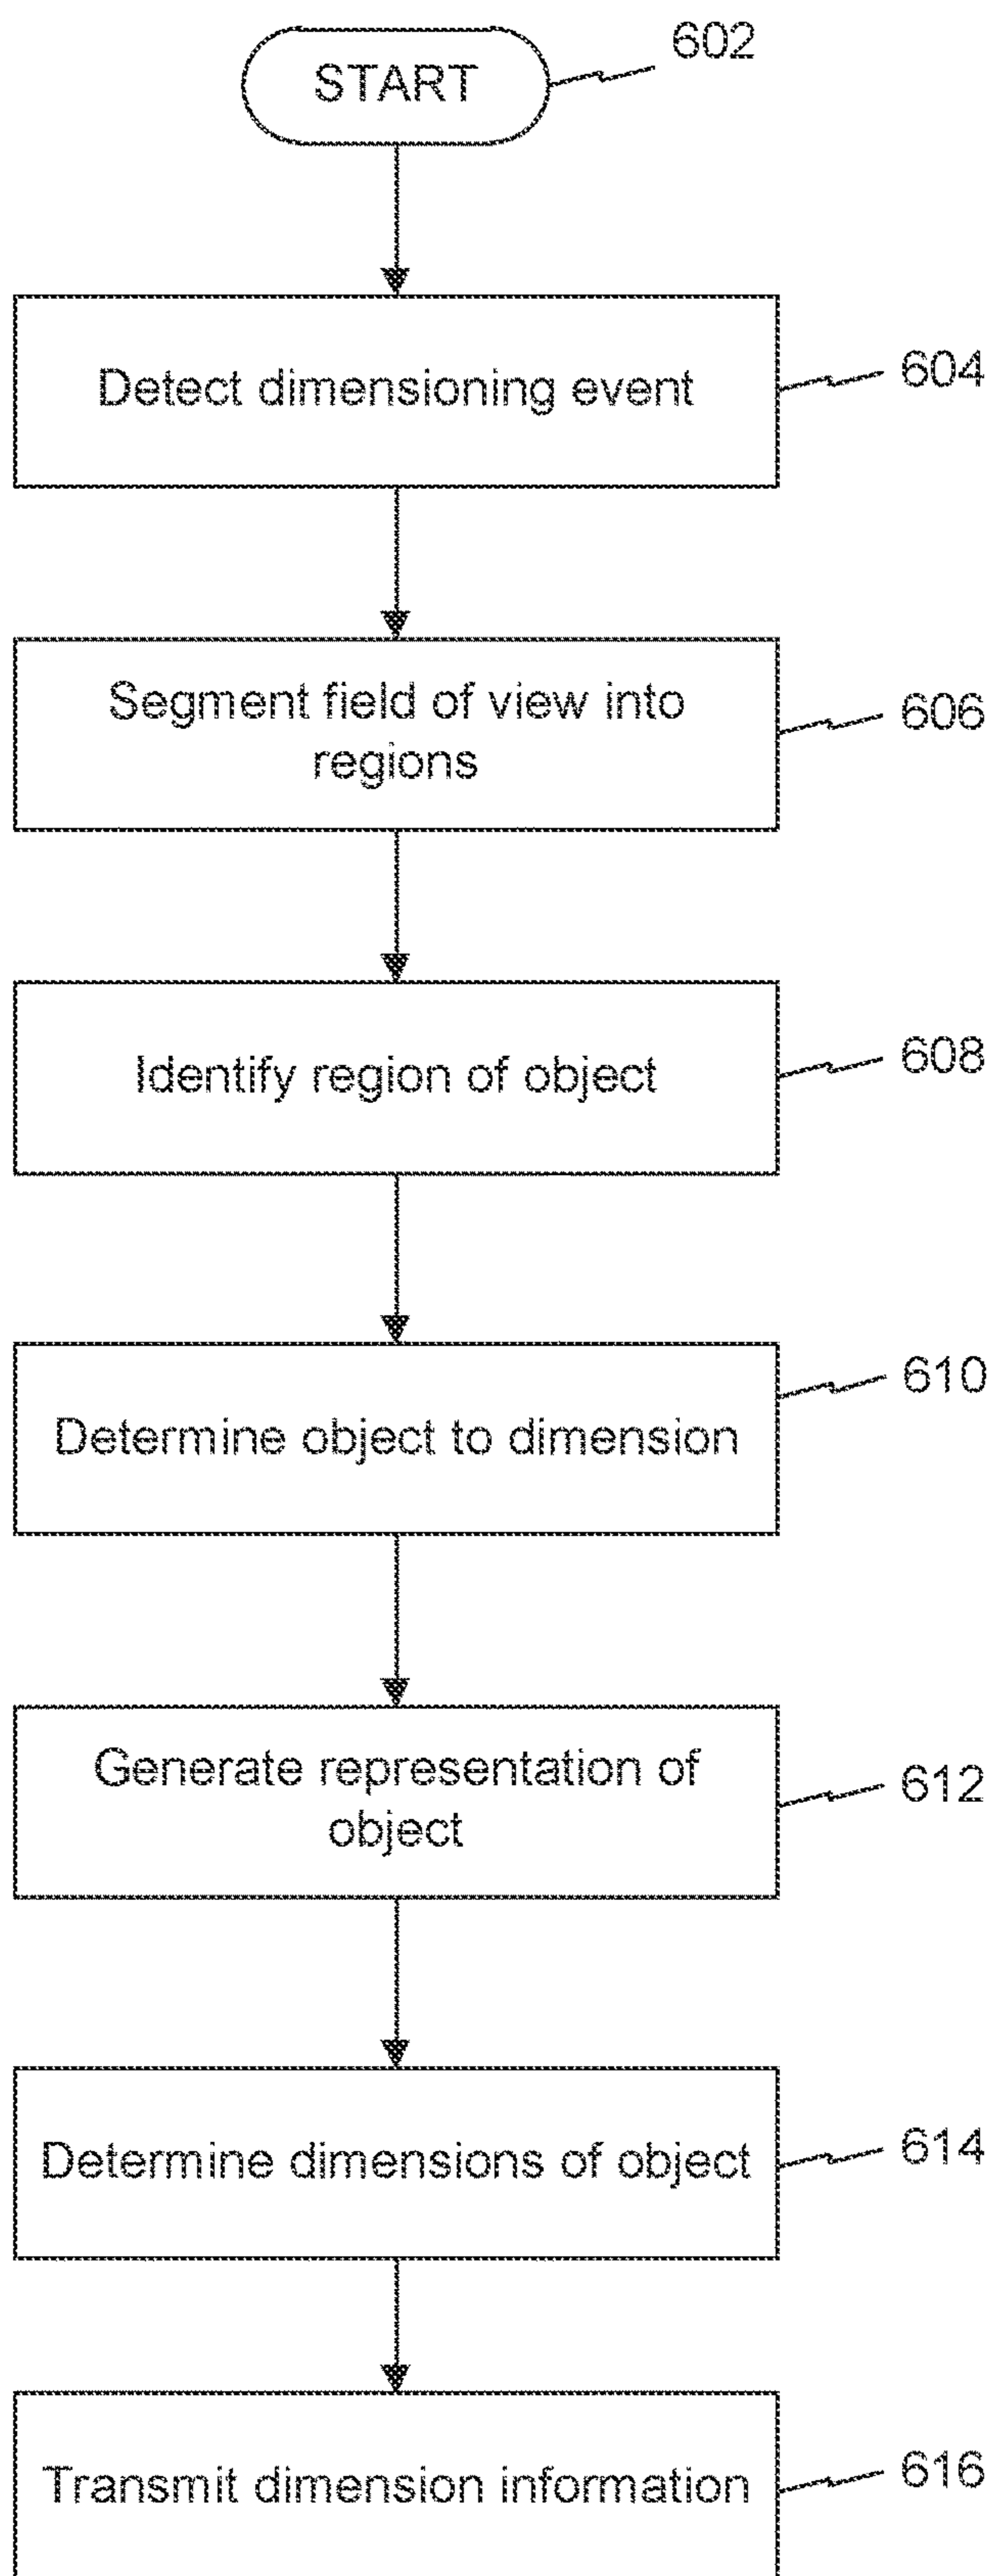 START
602
Detect dimensioning event
604
Segment field of view into
regions
606
Identify region of object
608
Determine object to dimension
610
Generate representation of
object
612
Determine dimensions of object
614
Transmit dimension information
616